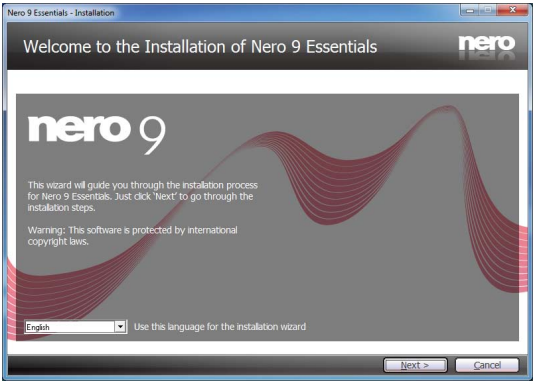 Nero 9 Essentials - Installation
Welcome to the Installation of Nero 9 Essentials
nero
nero 9
This wizard will guide you through the installation process
for Nero 9 Essentials. Just click 'Next' to go through the
installation steps.
Warning: This software is protected by international
copyright laws.
English
Use this language for the installation wizard
Next >
Cancel